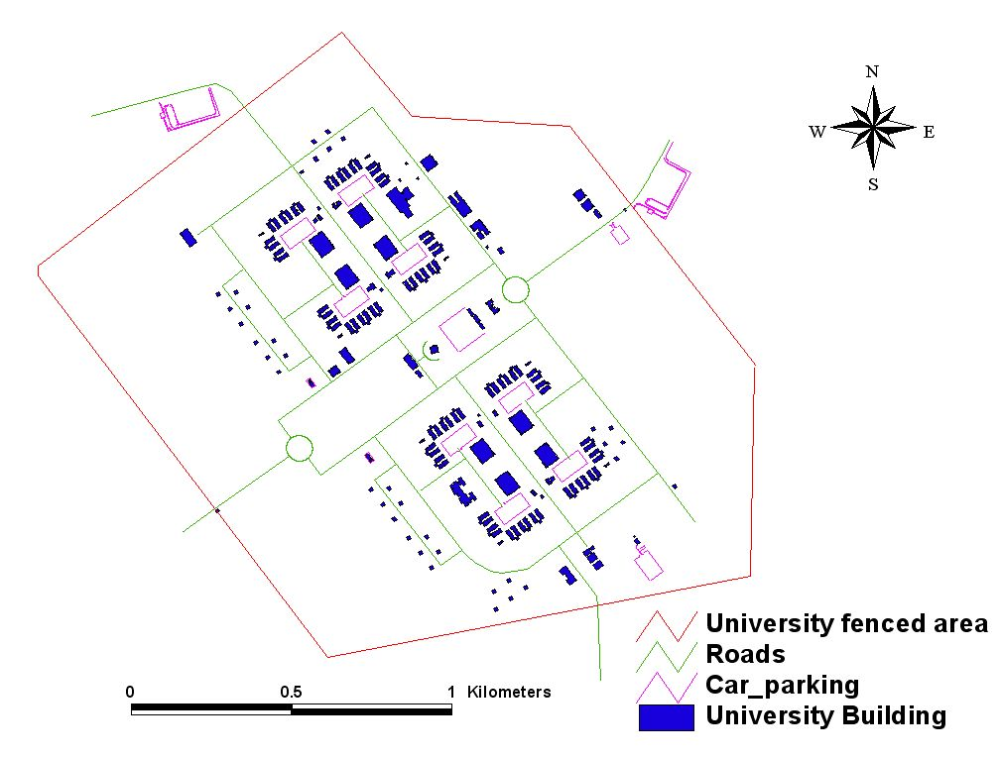 N
W E
S
University fenced area
Roads
Car_parking
University Building
0 0.5 1 Kilometers